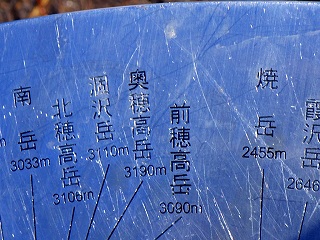 南岳
3033m
北穂高岳
3106m
涸沢岳
3110m
奥穂高岳
3190m
前穂高岳
3090m
焼岳
2455m
霞沢岳
2646